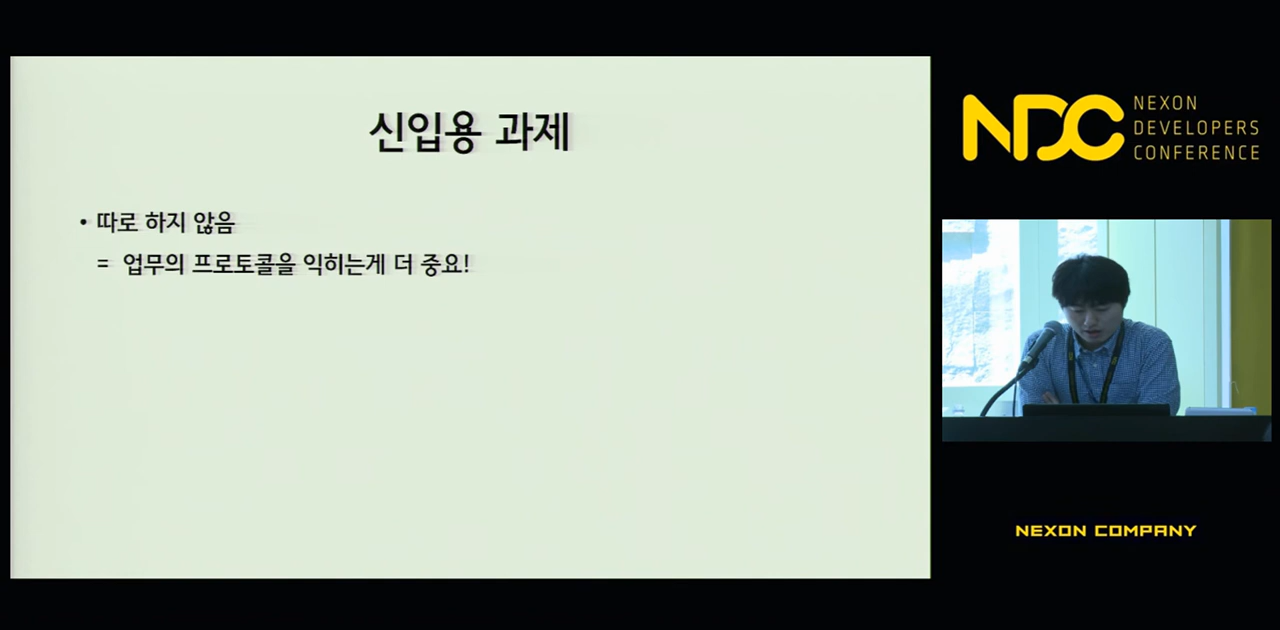 신입용 과제
• 따로 하지 않음
= 업무의 프로토콜을 익히는게 더 중요!
NDC
NEXON
DEVELOPERS
CONFERENCE
NEXON COMPANY